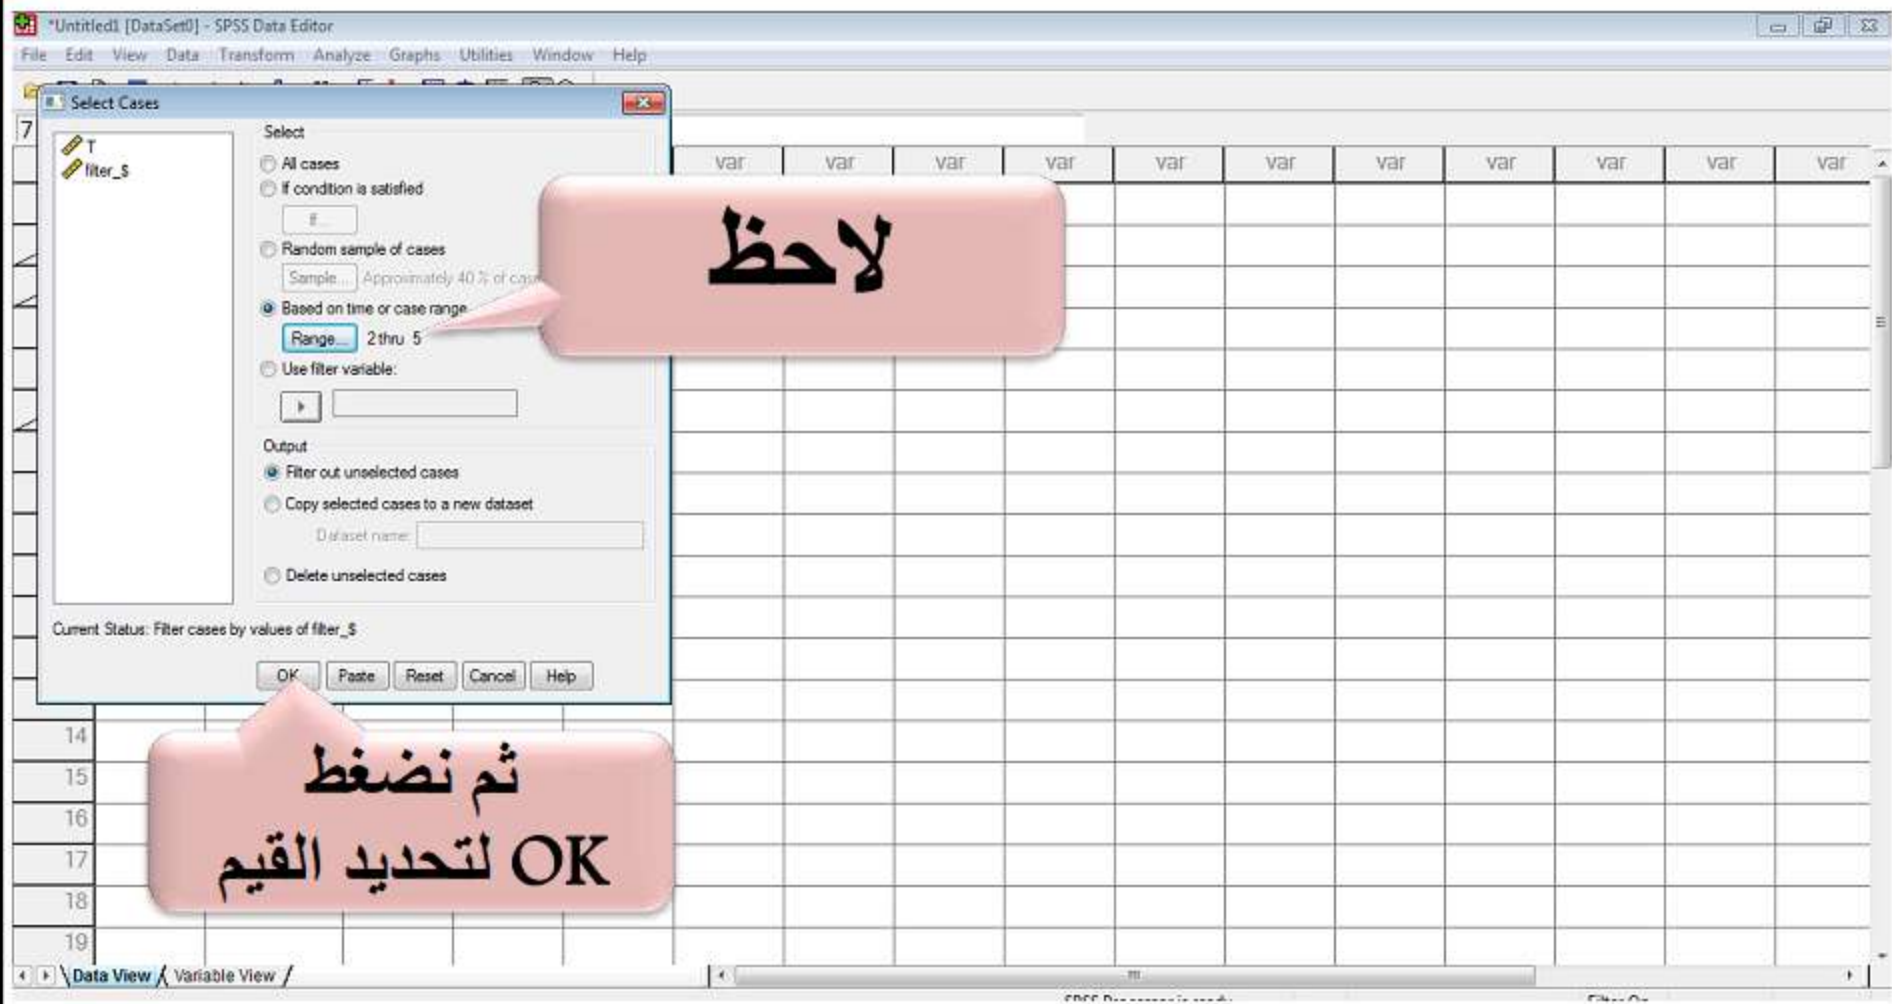 *Untitled1 [DataSet0] - SPSS Data Editor
File Edit View Data Transform Analyze Graphs Utilities Window Help
Select Cases
7
T
filter_$
Select
All cases
If condition is satisfied
If...
Random sample of cases
Sample... Approximately 40 % of
Based on time or case range
Range... 2 thru 5
Use filter variable:
Output
Filter out unselected cases
Copy selected cases to a new dataset
Dataset name:
Delete unselected cases
Current Status: Filter cases by values of filter_$
OK Paste Reset Cancel Help
var var var var var var var var var var var
لاحظ
ثم نضغط
OK لتحديد القيم
14
15
16
17
18
19
Data View Variable View